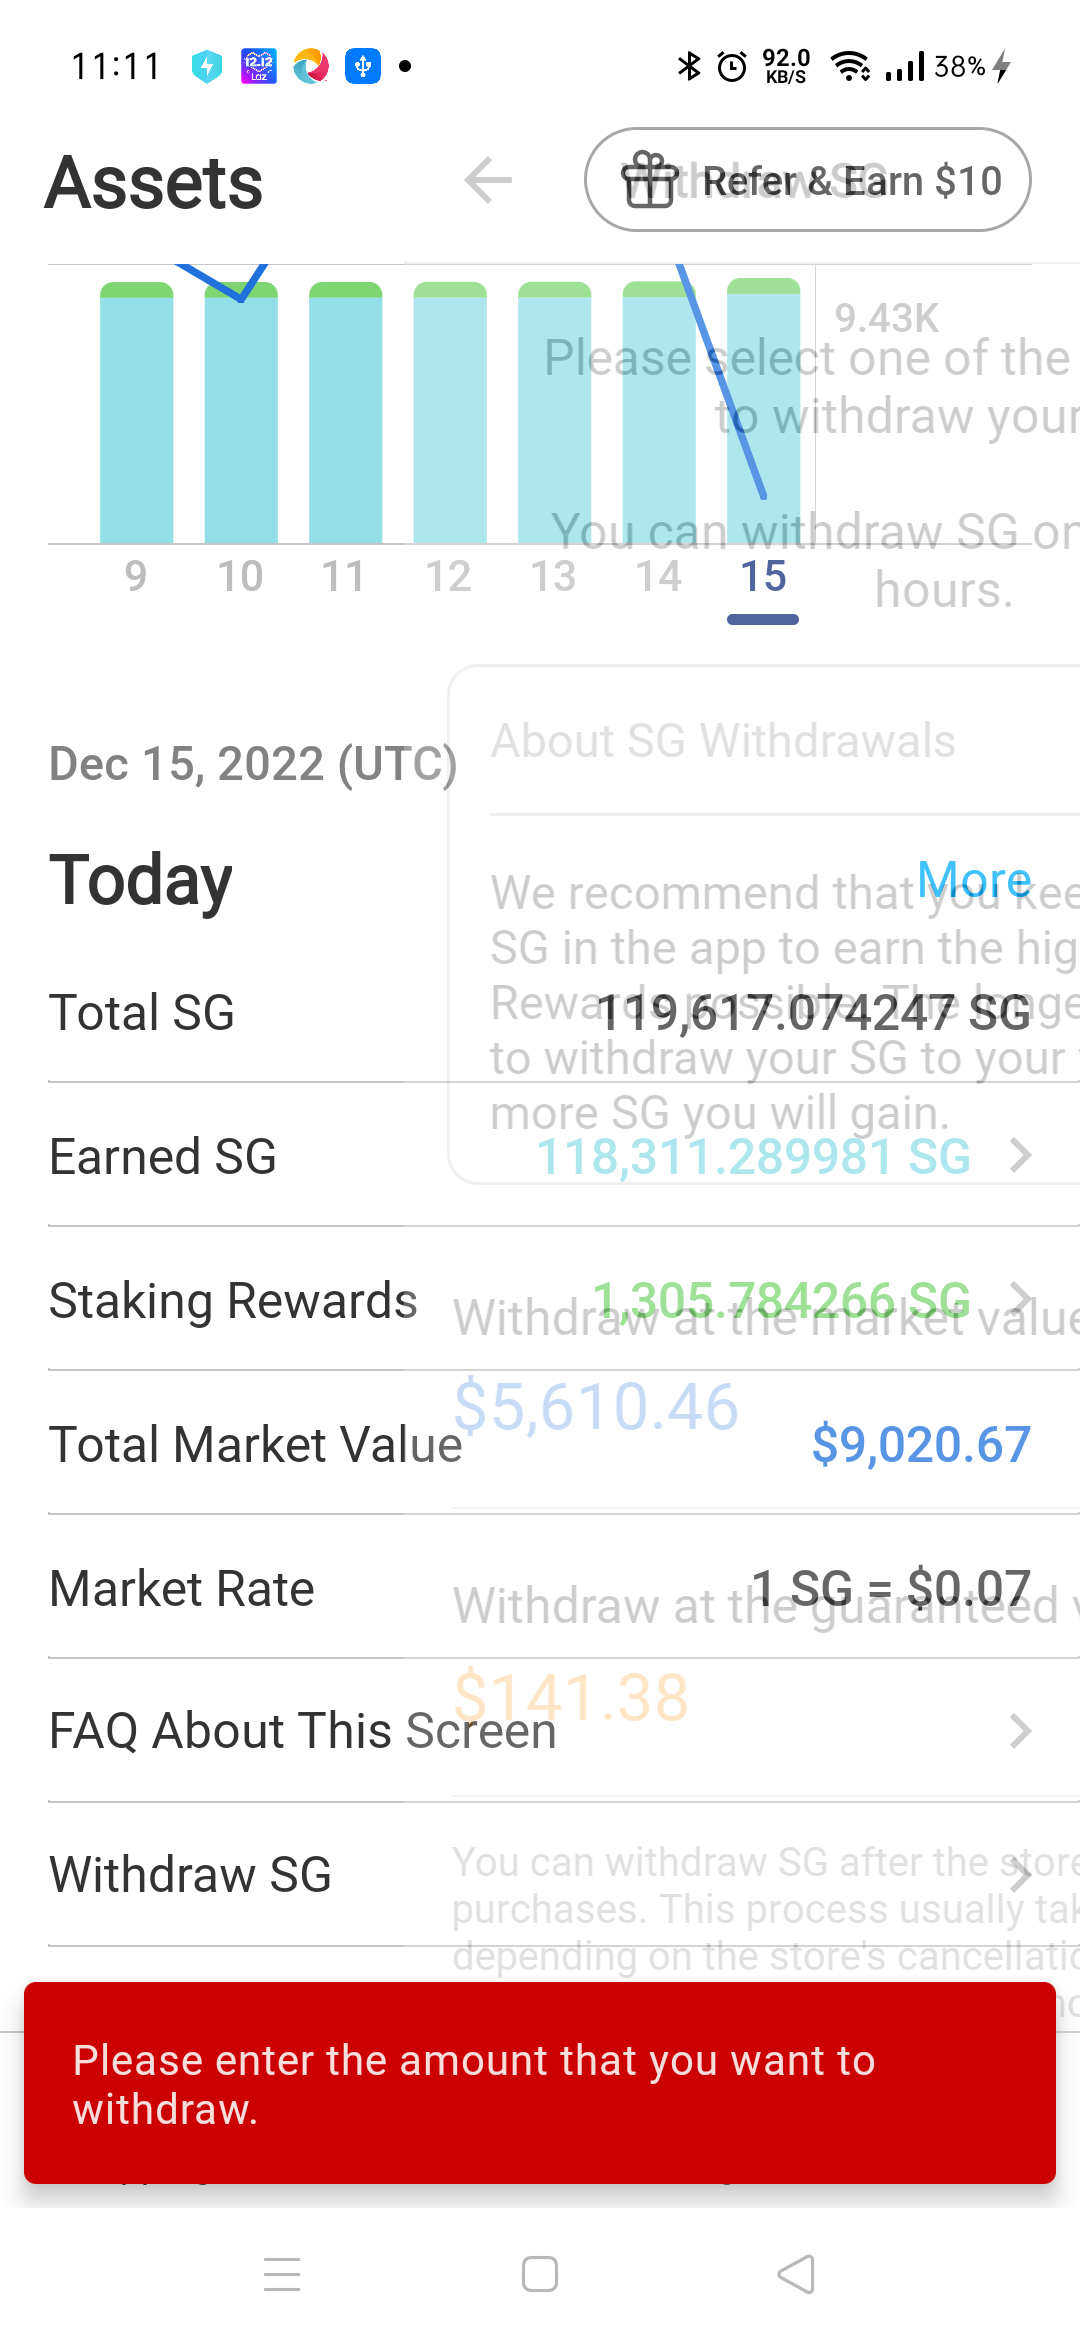 11:11
12.12
Laz
92.0
KB/S
38%
Assets
Refer & Earn $10
Withdraw SG
9.43K
Please select one of the
to withdraw your
You can withdraw SG on
hours.
9 10 11 12 13 14 15
About SG Withdrawals
Dec 15, 2022 (UTC)
Today
More
We recommend that you kee
SG in the app to earn the hig
Total SG
119,617.074247 SG
Rewards possible. The longe
to withdraw your SG to your
more SG you will gain.
Earned SG
118,311.289981 SG
Staking Rewards
1,305.784266 SG
Withdraw at the market value
$5,610.46
Total Market Value
$9,020.67
Market Rate
1 SG = $0.07
Withdraw at the guaranteed v
$141.38
FAQ About This Screen
Withdraw SG
You can withdraw SG after the store
purchases. This process usually tak
depending on the store's cancellatio
Please enter the amount that you want to
withdraw.